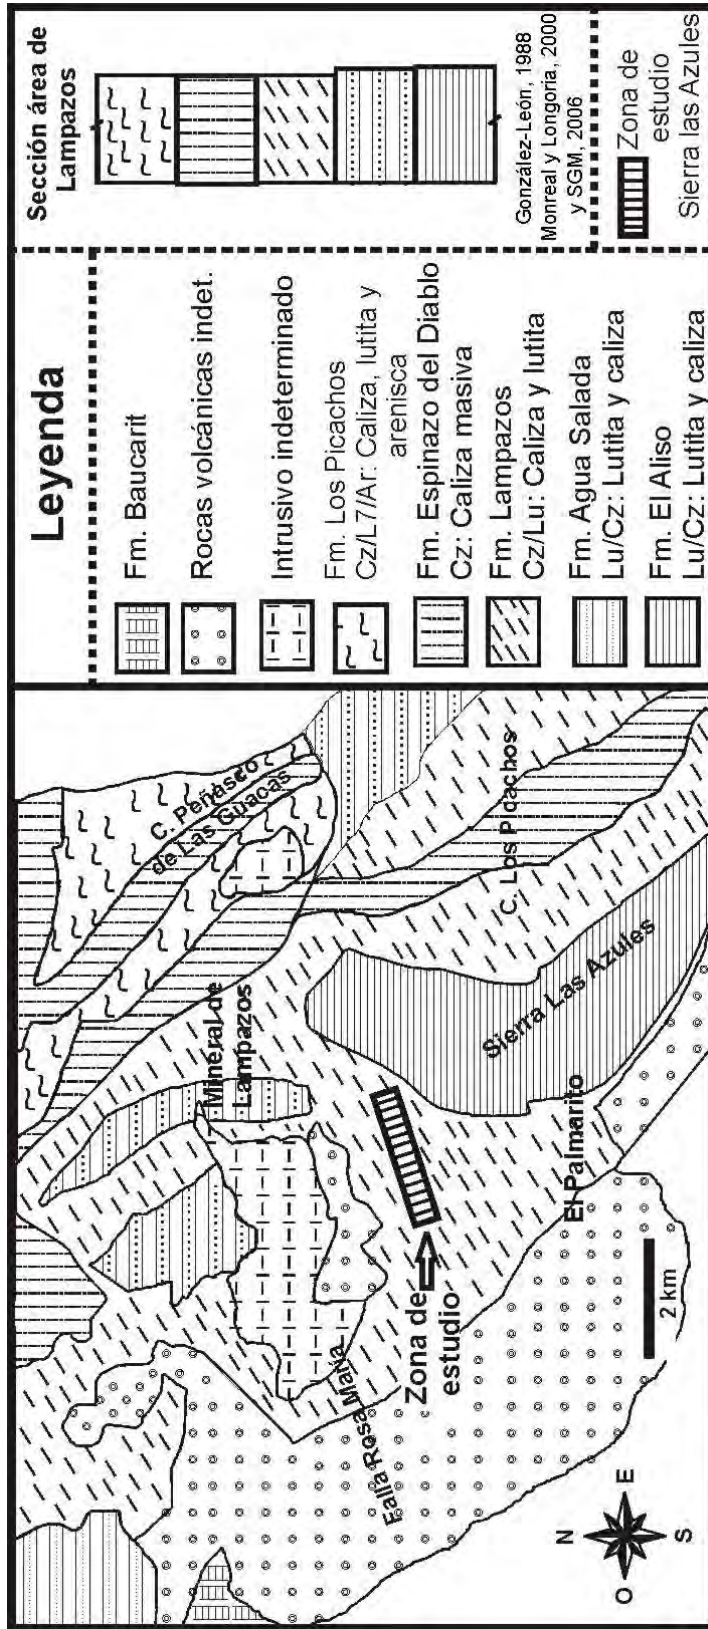 C. Peñasco
de Las Guacas
Mineral de
Lampazos
C. Los Picachos
Sierra Las Azules
El Palmarito
Falla Rosa María
Zona de
estudio
2 km
N
O
E
S
Leyenda
Fm. Baucarit
Rocas volcánicas indet.
Intrusivo indeterminado
Fm. Los Picachos
Cz/L7/Ar: Caliza, lutita y
arenisca
Fm. Espinazo del Diablo
Cz: Caliza masiva
Fm. Lampazos
Cz/Lu: Caliza y lutita
Fm. Agua Salada
Lu/Cz: Lutita y caliza
Fm. El Aliso
Lu/Cz: Lutita y caliza
Sección área de
Lampazos
González-León, 1988
Monreal y Longoria, 2000
y SGM, 2006
Zona de
estudio
Sierra las Azules